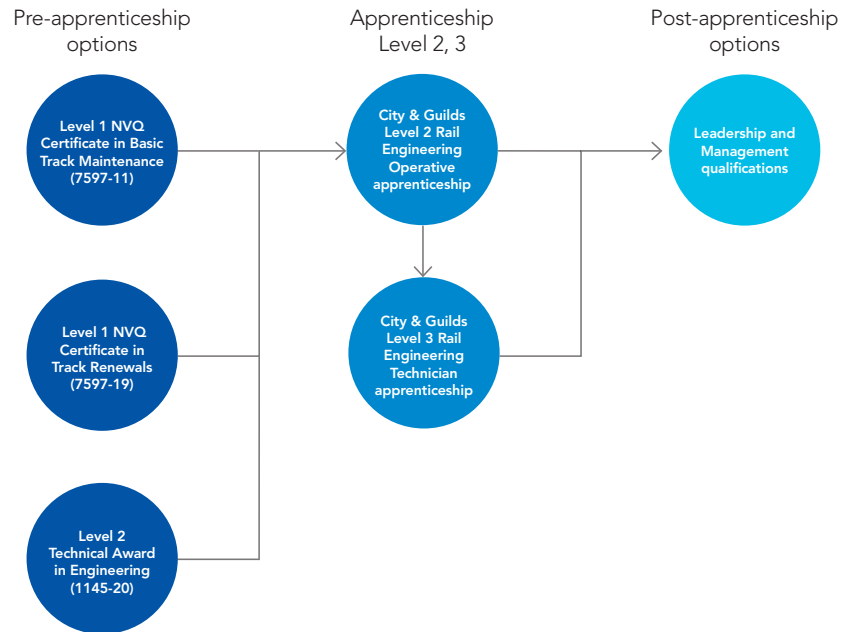 Pre-apprenticeship
options
Apprenticeship
Level 2, 3
Post-apprenticeship
options
Level 1 NVQ
Certificate in Basic
Track Maintenance
(7597-11)
City & Guilds
Level 2 Rail
Engineering
Operative
apprenticeship
Leadership and
Management
qualifications
Level 1 NVQ
Certificate in
Track Renewals
(7597-19)
City & Guilds
Level 3 Rail
Engineering
Technician
apprenticeship
Level 2
Technical Award
in Engineering
(1145-20)